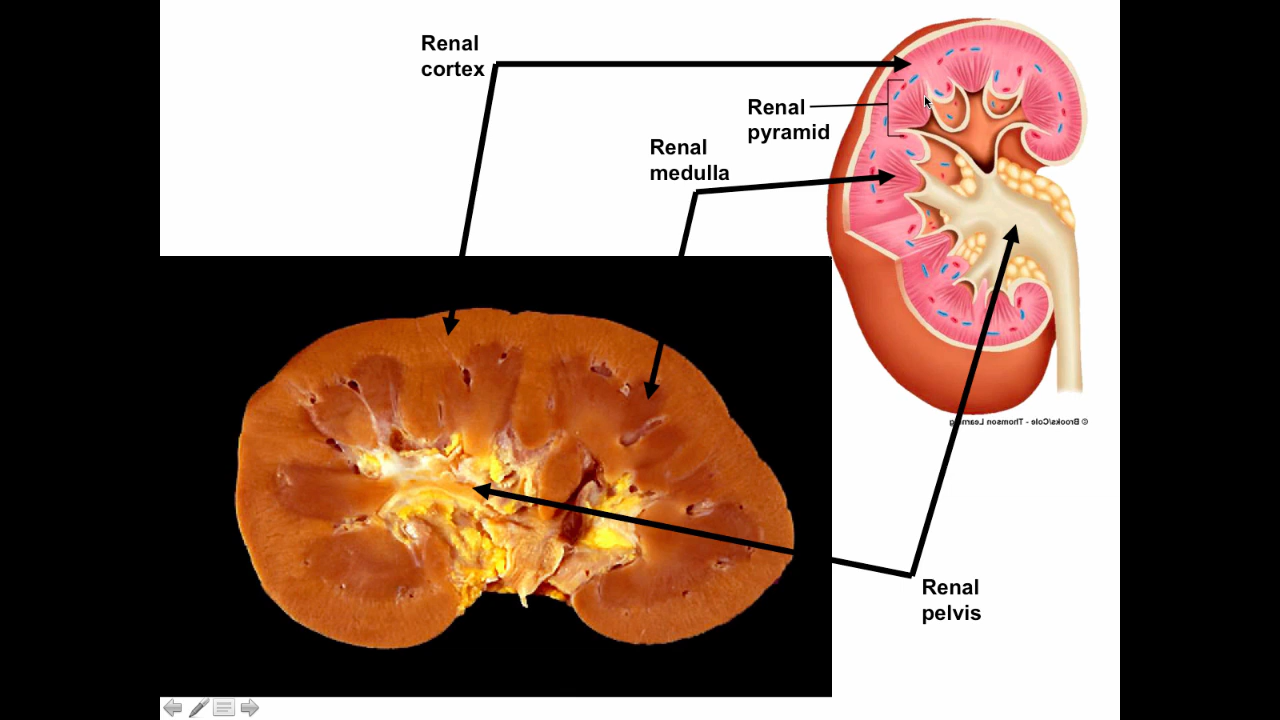 Renal
cortex
Renal
pyramid
Renal
medulla
© Brooks/Cole - Thomson Learning
Renal
pelvis